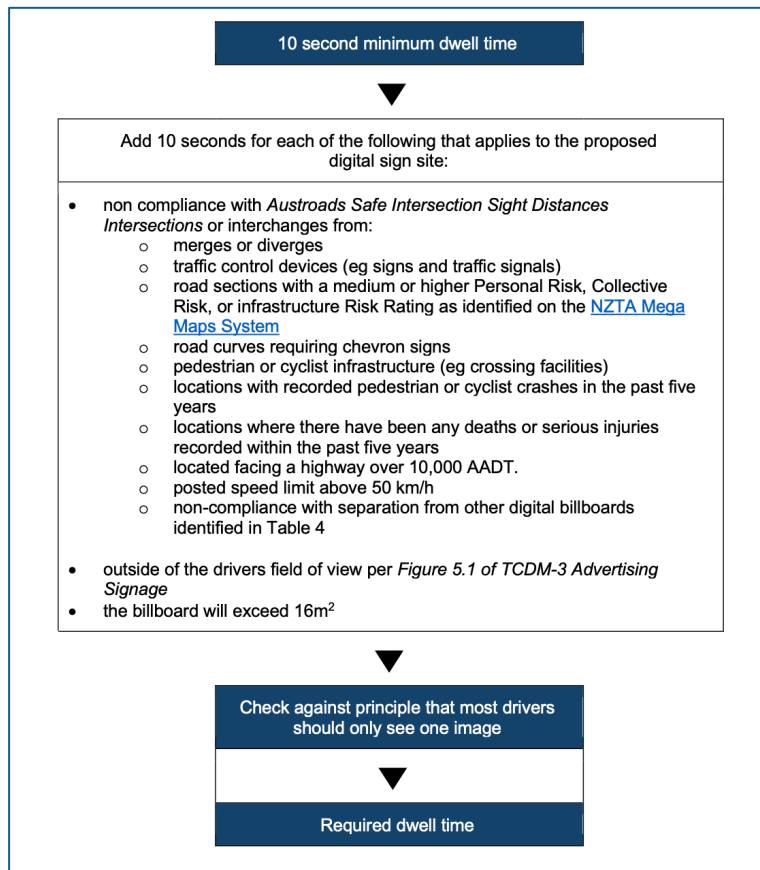 10 second minimum dwell time
Add 10 seconds for each of the following that applies to the proposed
digital sign site:
• non compliance with Austroads Safe Intersection Sight Distances
Intersections or interchanges from:
o merges or diverges
o traffic control devices (eg signs and traffic signals)
o road sections with a medium or higher Personal Risk, Collective
Risk, or infrastructure Risk Rating as identified on the NZTA Mega
Maps System
o road curves requiring chevron signs
o pedestrian or cyclist infrastructure (eg crossing facilities)
o locations with recorded pedestrian or cyclist crashes in the past five
years
o locations where there have been any deaths or serious injuries
recorded within the past five years
o located facing a highway over 10,000 AADT.
o posted speed limit above 50 km/h
o non-compliance with separation from other digital billboards
identified in Table 4
• outside of the drivers field of view per Figure 5.1 of TCDM-3 Advertising
Signage
• the billboard will exceed 16m²
Check against principle that most drivers
should only see one image
Required dwell time